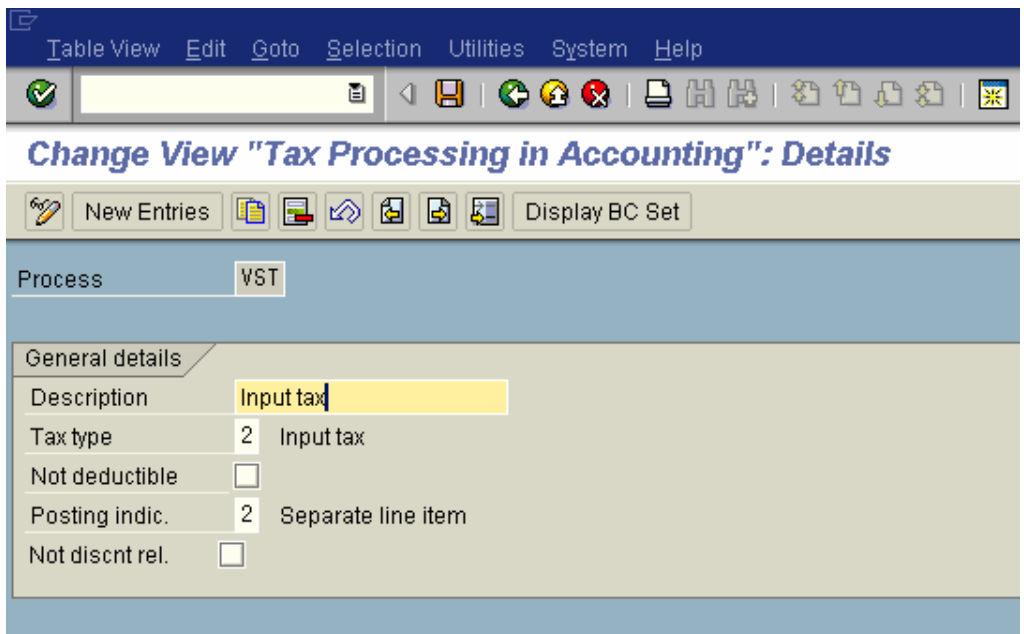 Table View Edit Goto Selection Utilities System Help
Change View "Tax Processing in Accounting": Details
New Entries Display BC Set
Process VST
General details
Description Input tax
Tax type 2 Input tax
Not deductible
Posting indic. 2 Separate line item
Not discnt rel.